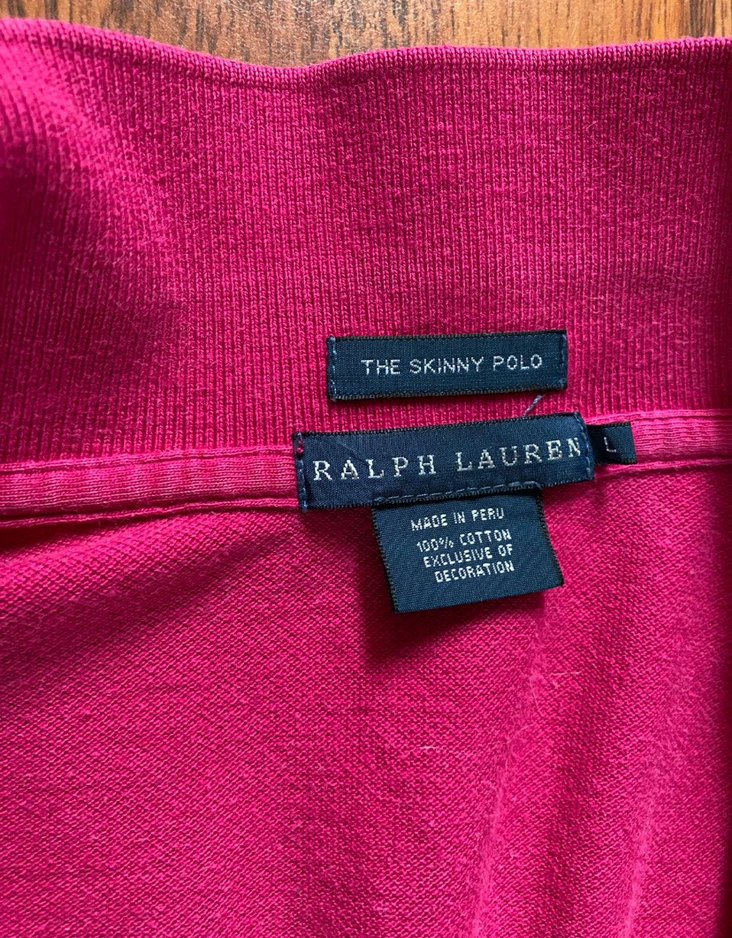 THE SKINNY POLO
RALPH LAUREN
L
MADE IN PERU
100% COTTON
EXCLUSIVE OF
DECORATION